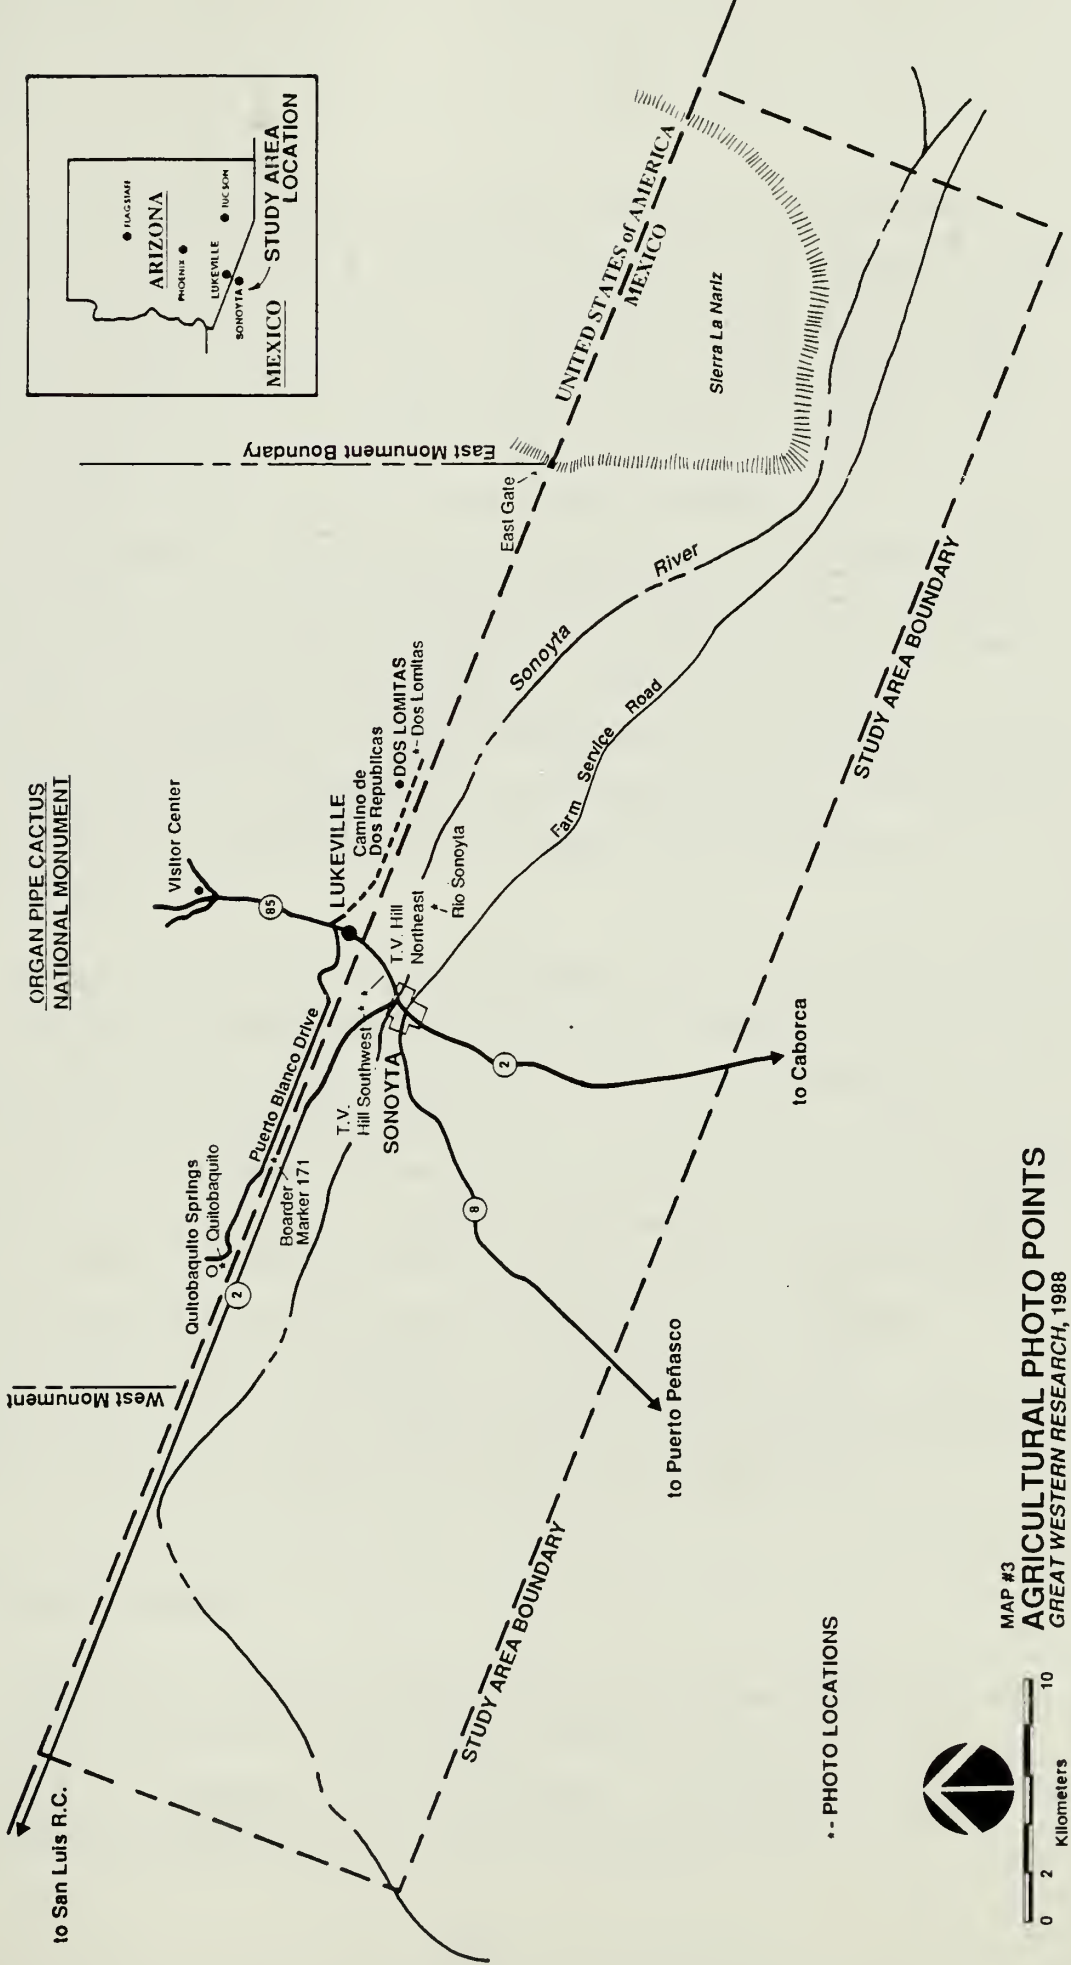 ORGAN PIPE CACTUS
NATIONAL MONUMENT
ARIZONA
FLAGSTAFF
PHOENIX
TUCSON
LUKEVILLE
SONOYTA
MEXICO
STUDY AREA
LOCATION
to San Luis R.C.
West Monument
Quitobaquito Springs
Quitobaquito
2
Puerto Blanco Drive
Boarder
Marker 171
Visitor Center
85
LUKEVILLE
Camino de
Dos Republicas
DOS LOMITAS
*- Dos Lomitas
East Gate
East Monument Boundary
UNITED STATES of AMERICA
MEXICO
Sierra La Nariz
T.V.
Hill Southwest
T.V. Hill
Northeast
SONOYTA
*
Rio Sonoyta
Sonoyta River
Farm Service Road
8
2
to Puerto Peñasco
to Caborca
STUDY AREA BOUNDARY
STUDY AREA BOUNDARY
*- PHOTO LOCATIONS
0 2 10
Kilometers
MAP #3
AGRICULTURAL PHOTO POINTS
GREAT WESTERN RESEARCH, 1988